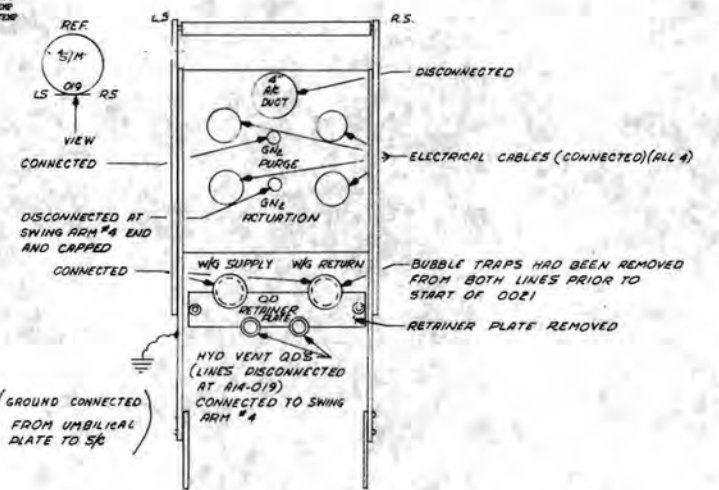 L.S
R.S.
REF.
S/M
019
LS
RS
VIEW
4"
A/C
DUCT
DISCONNECTED
CONNECTED
GN2
PURGE
ELECTRICAL CABLES (CONNECTED)(ALL 4)
GN2
ACTUATION
DISCONNECTED AT
SWING ARM #4 END
AND CAPPED
CONNECTED
W/G SUPPLY
W/G RETURN
BUBBLE TRAPS HAD BEEN REMOVED
FROM BOTH LINES PRIOR TO
START OF 0021
QD
RETAINER
PLATE
RETAINER PLATE REMOVED
HYD VENT QD'S
(LINES DISCONNECTED
AT A14-019)
CONNECTED TO SWING
ARM #4
(GROUND CONNECTED
FROM UMBILICAL
PLATE TO S/C)